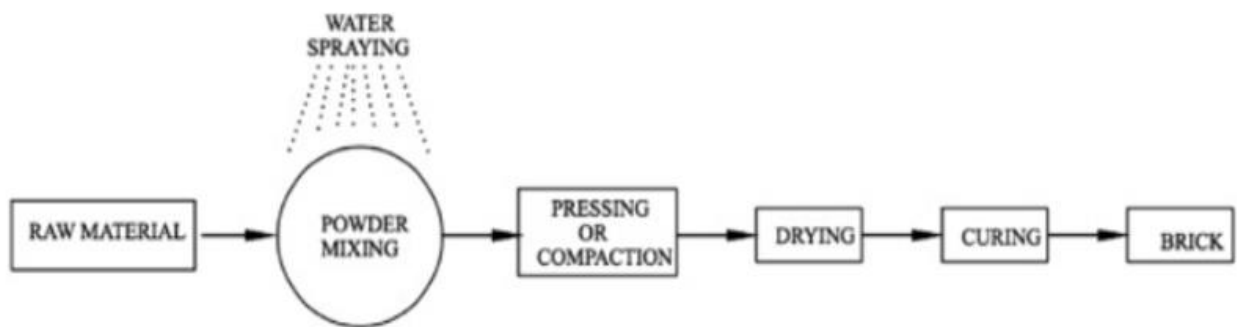 WATER
SPRAYING
RAW MATERIAL
POWDER
MIXING
PRESSING
OR
COMPACTION
DRYING
CURING
BRICK